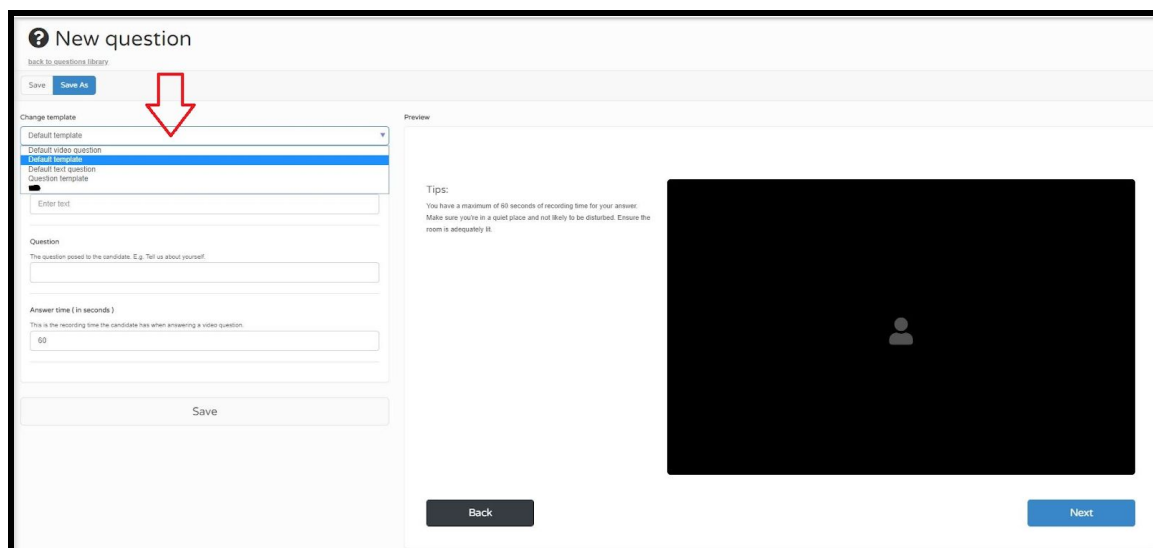 New question
back to questions library
Save
Save As
Change template
Default template
Default video question
Default template
Default text question
Question template
Enter text
Question
The question posed to the candidate. E.g. Tell us about yourself.
Answer time ( in seconds )
This is the recording time the candidate has when answering a video question.
60
Save
Preview
Tips:
You have a maximum of 60 seconds of recording time for your answer.
Make sure you're in a quiet place and not likely to be disturbed. Ensure the
room is adequately lit.
Back
Next